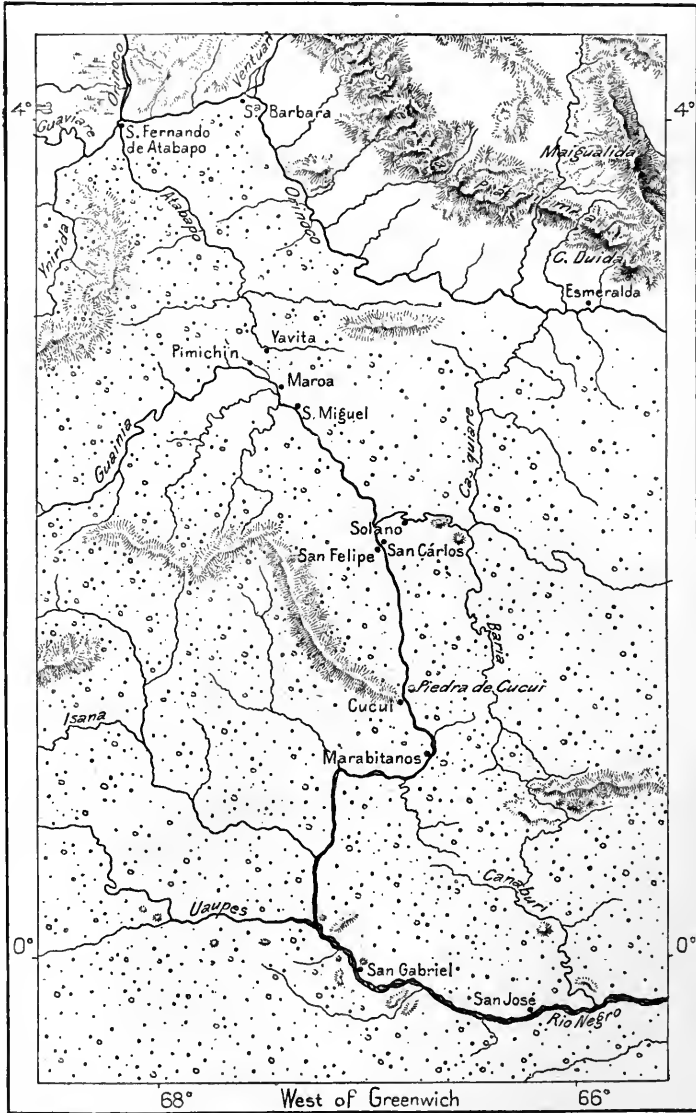 Orinoco
Ventuari
4°
4°
Guaviare
S. Fernando
de Atabapo
Sª Barbara
Maigualida
Atabapo
Orinoco
Ynirida
C. Duida
Esmeralda
Yavita
Pimichin
Maroa
S. Miguel
Guainia
Casiquiare
Solano
San Felipe
San Cárlos
Baria
Piedra de Cucui
Cucui
Isana
Marabitanos
Canaburi
Uaupes
0°
0°
San Gabriel
San José
Rio Negro
68°
West of Greenwich
66°